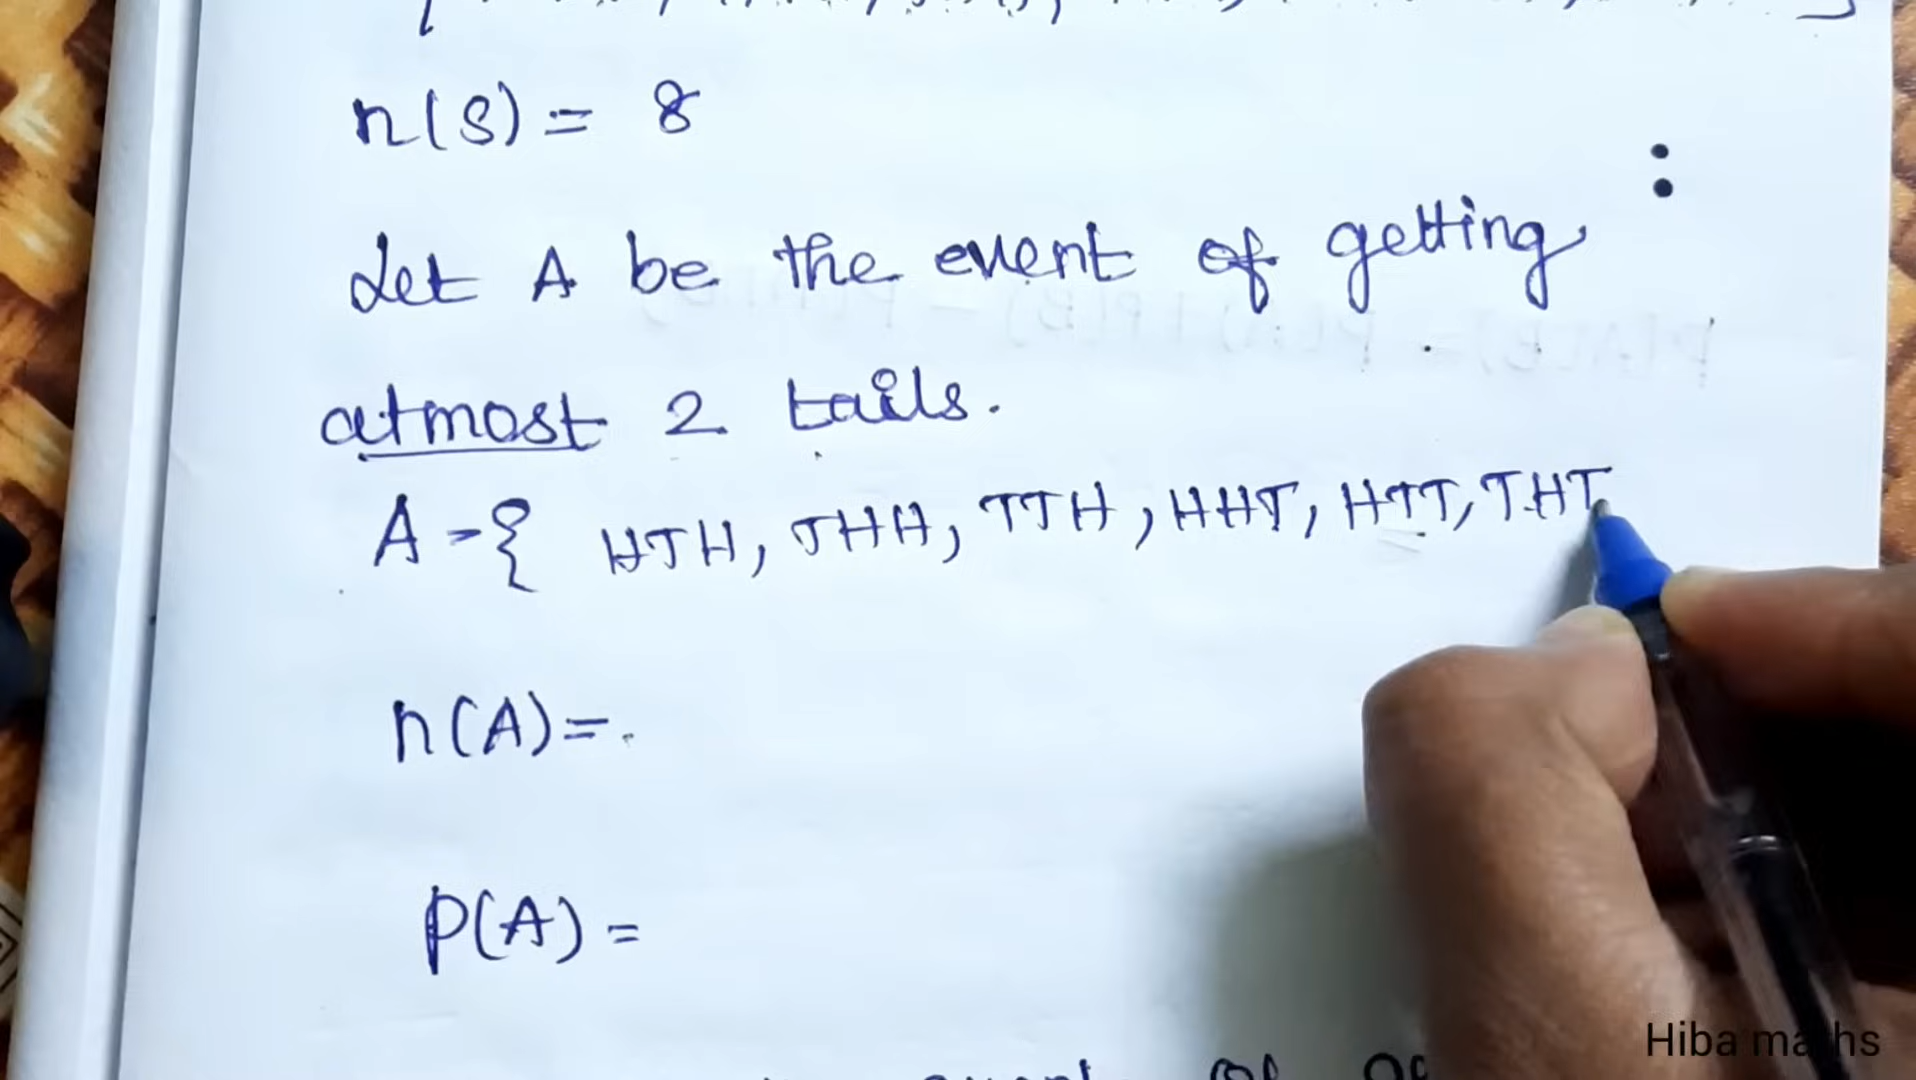 n(S) = 8
Let A be the event of getting :
atmost 2 tails.
A = { HTH, THH, TTH, HHT, HTT, THT
n(A) =
P(A) =
Hiba maths